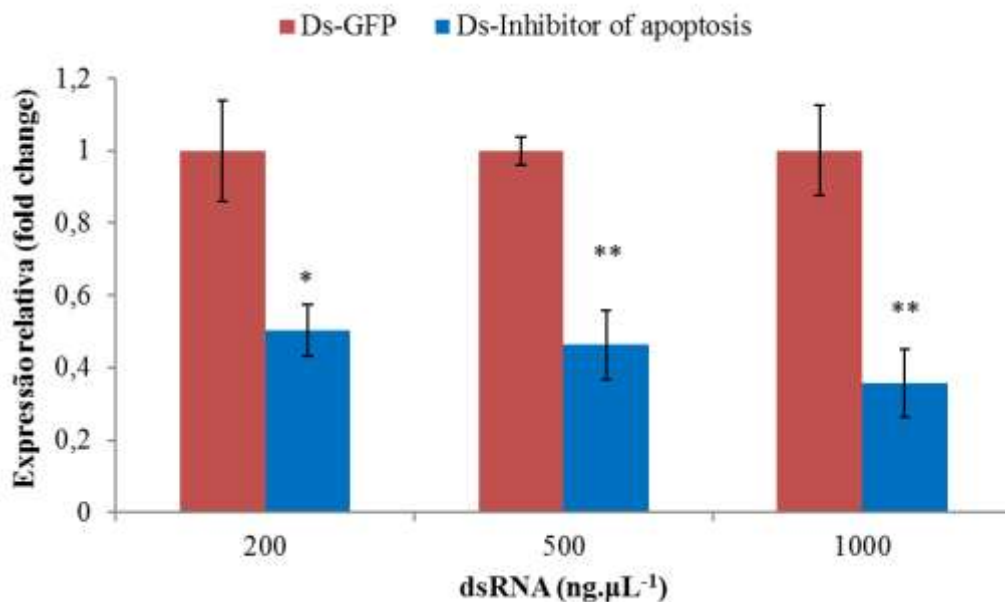 Ds-GFP Ds-Inhibitor of apoptosis
Expressão relativa (fold change)
1,2
1
0,8
0,6
0,4
0,2
0
*
**
**
200 500 1000
dsRNA (ng.µL⁻¹)